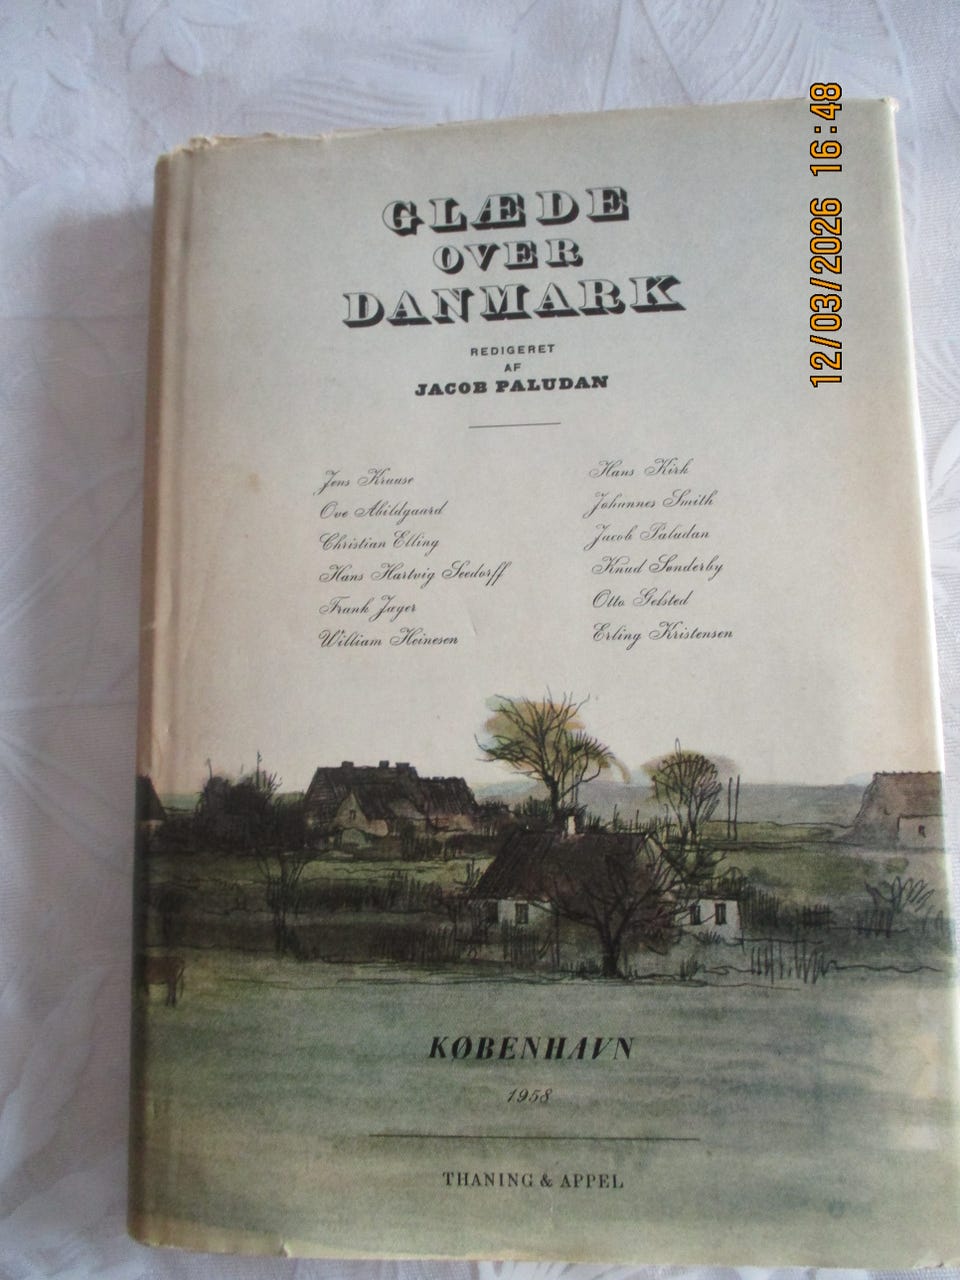 GLÆDE
OVER
DANMARK
REDIGERET
AF
JACOB PALUDAN
Jens Kruuse
Ove Abildgaard
Christian Elling
Hans Hartvig Seedorff
Frank Jæger
William Heinesen
Hans Kirk
Johannes Smith
Jacob Paludan
Knud Sønderby
Otto Gelsted
Erling Kristensen
KØBENHAVN
1958
THANING & APPEL
12/03/2026 16:48